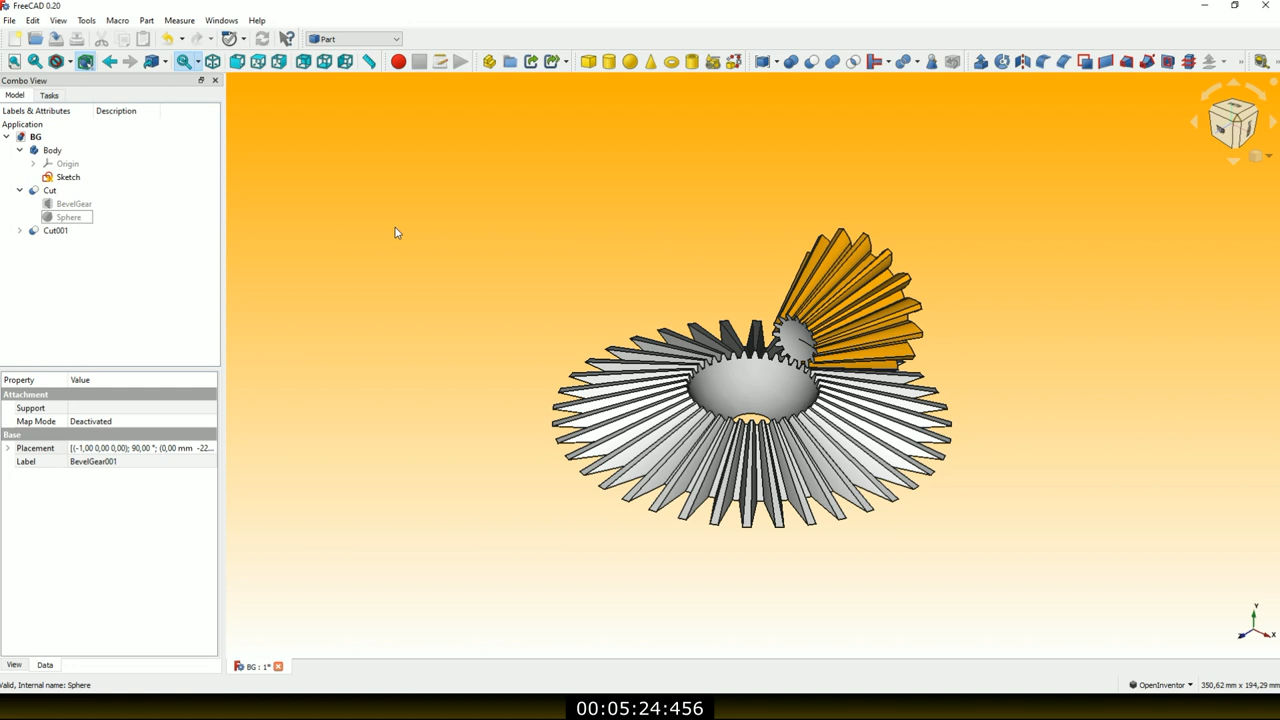 FreeCAD 0.20
File Edit View Tools Macro Part Measure Windows Help
Part
Combo View
Model Tasks
Labels & Attributes Description
Application
BG
Body
Origin
Sketch
Cut
BevelGear
Sphere
Cut001
Property Value
Attachment
Support
Map Mode Deactivated
Base
Placement [(-1,00 0,00 0,00); 90,00 °; (0,00 mm -22...
Label BevelGear001
View Data
BG : 1*
Valid, Internal name: Sphere
OpenInventor 350,62 mm x 194,29 mm
Y
Z
X
00:05:24:456